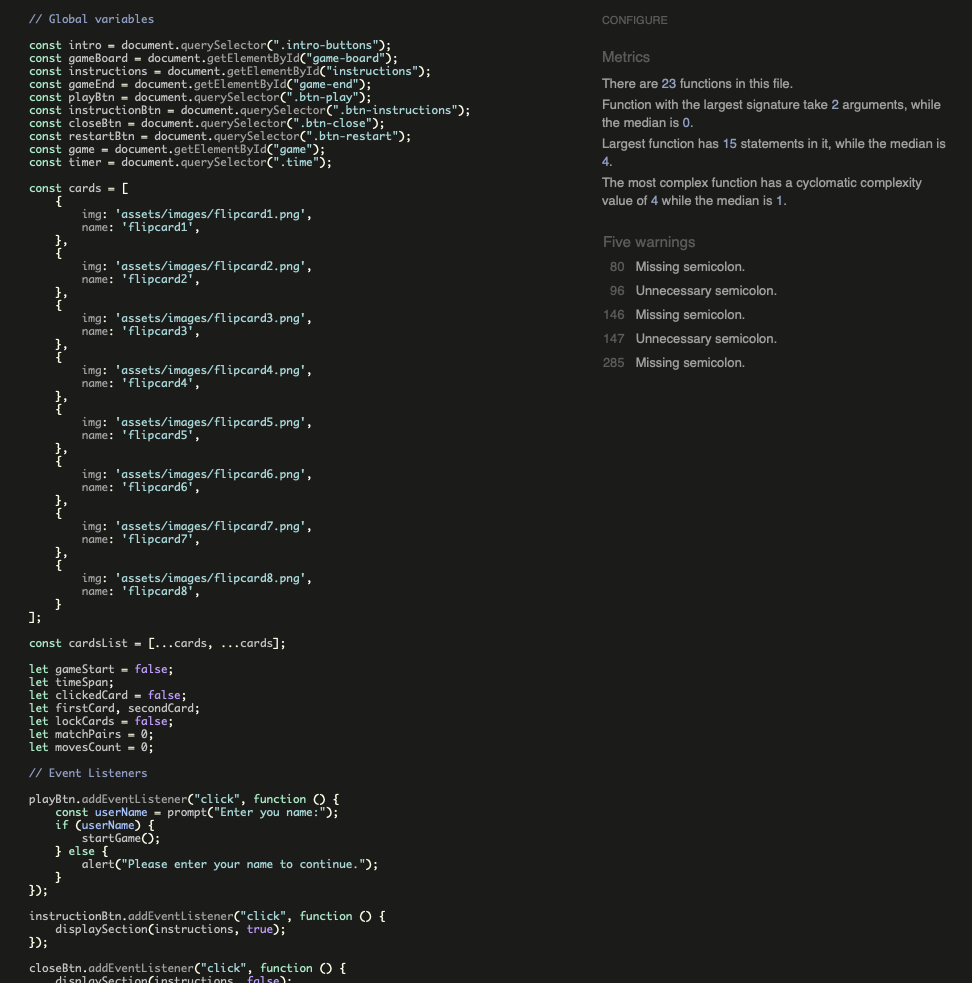 // Global variables
const intro = document.querySelector(".intro-buttons");
const gameBoard = document.getElementById("game-board");
const instructions = document.getElementById("instructions");
const gameEnd = document.getElementById("game-end");
const playBtn = document.querySelector(".btn-play");
const instructionBtn = document.querySelector(".btn-instructions");
const closeBtn = document.querySelector(".btn-close");
const restartBtn = document.querySelector(".btn-restart");
const game = document.getElementById("game");
const timer = document.querySelector(".time");
const cards = [
{
img: 'assets/images/flipcard1.png',
name: 'flipcard1',
},
{
img: 'assets/images/flipcard2.png',
name: 'flipcard2',
},
{
img: 'assets/images/flipcard3.png',
name: 'flipcard3',
},
{
img: 'assets/images/flipcard4.png',
name: 'flipcard4',
},
{
img: 'assets/images/flipcard5.png',
name: 'flipcard5',
},
{
img: 'assets/images/flipcard6.png',
name: 'flipcard6',
},
{
img: 'assets/images/flipcard7.png',
name: 'flipcard7',
},
{
img: 'assets/images/flipcard8.png',
name: 'flipcard8',
}
];
const cardsList = [...cards, ...cards];
let gameStart = false;
let timeSpan;
let clickedCard = false;
let firstCard, secondCard;
let lockCards = false;
let matchPairs = 0;
let movesCount = 0;
// Event Listeners
playBtn.addEventListener("click", function () {
const userName = prompt("Enter you name:");
if (userName) {
startGame();
} else {
alert("Please enter your name to continue.");
}
});
instructionBtn.addEventListener("click", function () {
displaySection(instructions, true);
});
closeBtn.addEventListener("click", function () {
displaySection(instructions, false);
CONFIGURE
Metrics
There are 23 functions in this file.
Function with the largest signature take 2 arguments, while
the median is 0.
Largest function has 15 statements in it, while the median is
4.
The most complex function has a cyclomatic complexity
value of 4 while the median is 1.
Five warnings
80 Missing semicolon.
96 Unnecessary semicolon.
146 Missing semicolon.
147 Unnecessary semicolon.
285 Missing semicolon.